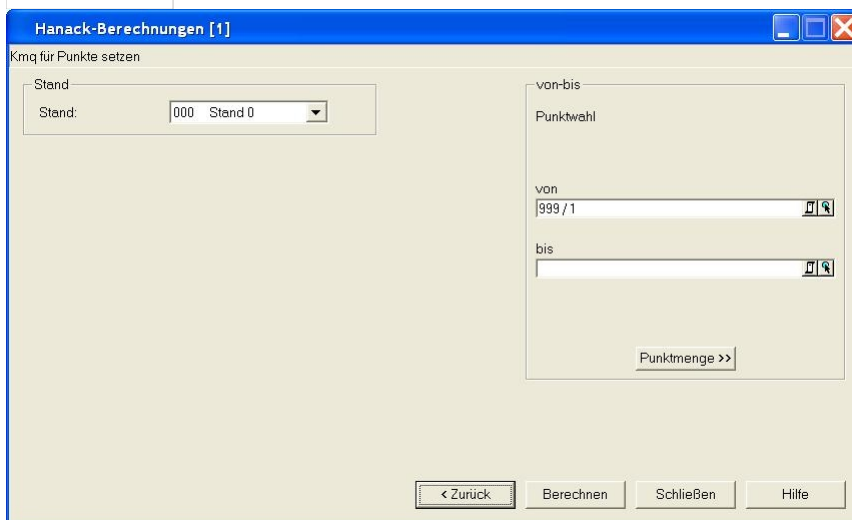 Hanack-Berechnungen [1]
Kmq für Punkte setzen
Stand
Stand:
000 Stand 0
von-bis
Punktwahl
von
999 / 1
bis
Punktmenge >>
< Zurück
Berechnen
Schließen
Hilfe